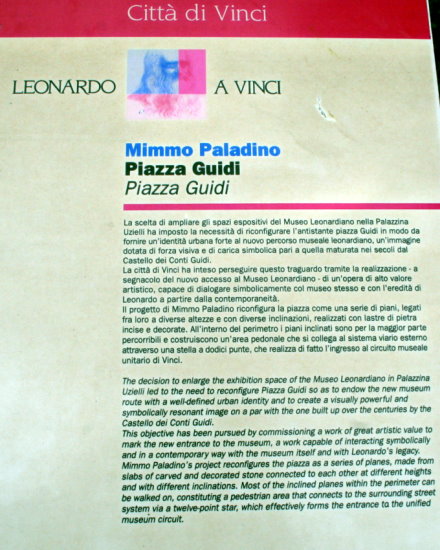 Città di Vinci
LEONARDO A VINCI
Mimmo Paladino
Piazza Guidi
Piazza Guidi
La scelta di ampliare gli spazi espositivi del Museo Leonardiano nella Palazzina
Uzielli ha imposto la necessità di riconfigurare l'antistante piazza Guidi in modo da
fornire un'identità urbana forte al nuovo percorso museale leonardiano, un'immagine
dotata di forza visiva e di carica simbolica pari a quella maturata nei secoli dal
Castello dei Conti Guidi.
La città di Vinci ha inteso perseguire questo traguardo tramite la realizzazione - a
segnacolo del nuovo accesso al Museo Leonardiano - di un'opera di alto valore
artistico, capace di dialogare simbolicamente col museo stesso e con l'eredità di
Leonardo a partire dalla contemporaneità.
Il progetto di Mimmo Paladino riconfigura la piazza come una serie di piani, legati
fra loro a diverse altezze e con diverse inclinazioni, realizzati con lastre di pietra
incise e decorate. All'interno del perimetro i piani inclinati sono per la maggior parte
percorribili e costruiscono un'area pedonale che si collega al sistema viario esterno
attraverso una stella a dodici punte, che realizza di fatto l'ingresso al circuito museale
unitario di Vinci.
The decision to enlarge the exhibition space of the Museo Leonardiano in Palazzina
Uzielli led to the need to reconfigure Piazza Guidi so as to endow the new museum
route with a well-defined urban identity and to create a visually powerful and
symbolically resonant image on a par with the one built up over the centuries by the
Castello dei Conti Guidi.
This objective has been pursued by commissioning a work of great artistic value to
mark the new entrance to the museum, a work capable of interacting symbolically
and in a contemporary way with the museum itself and with Leonardo's legacy.
Mimmo Paladino's project reconfigures the piazza as a series of planes, made from
slabs of carved and decorated stone connected to each other at different heights
and with different inclinations. Most of the inclined planes within the perimeter can
be walked on, constituting a pedestrian area that connects to the surrounding street
system via a twelve-point star, which effectively forms the entrance to the unified
museum circuit.